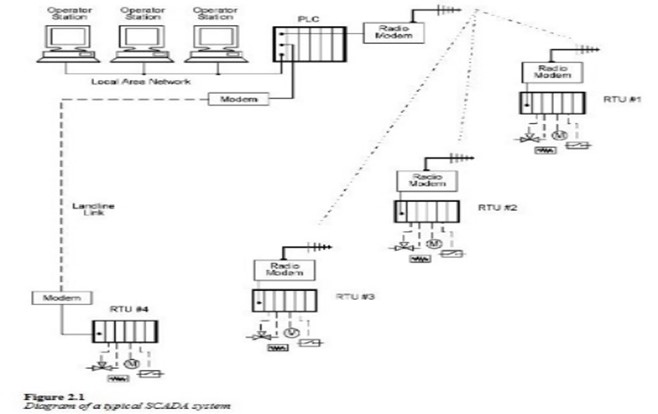 Operator
Station
Operator
Station
Operator
Station
PLC
Radio
Modem
Local Area Network
Modem
Radio
Modem
RTU #1
Radio
Modem
RTU #2
Landline
Link
Radio
Modem
RTU #3
Modem
RTU #4
M
M
M
M
Figure 2.1
Diagram of a typical SCADA system